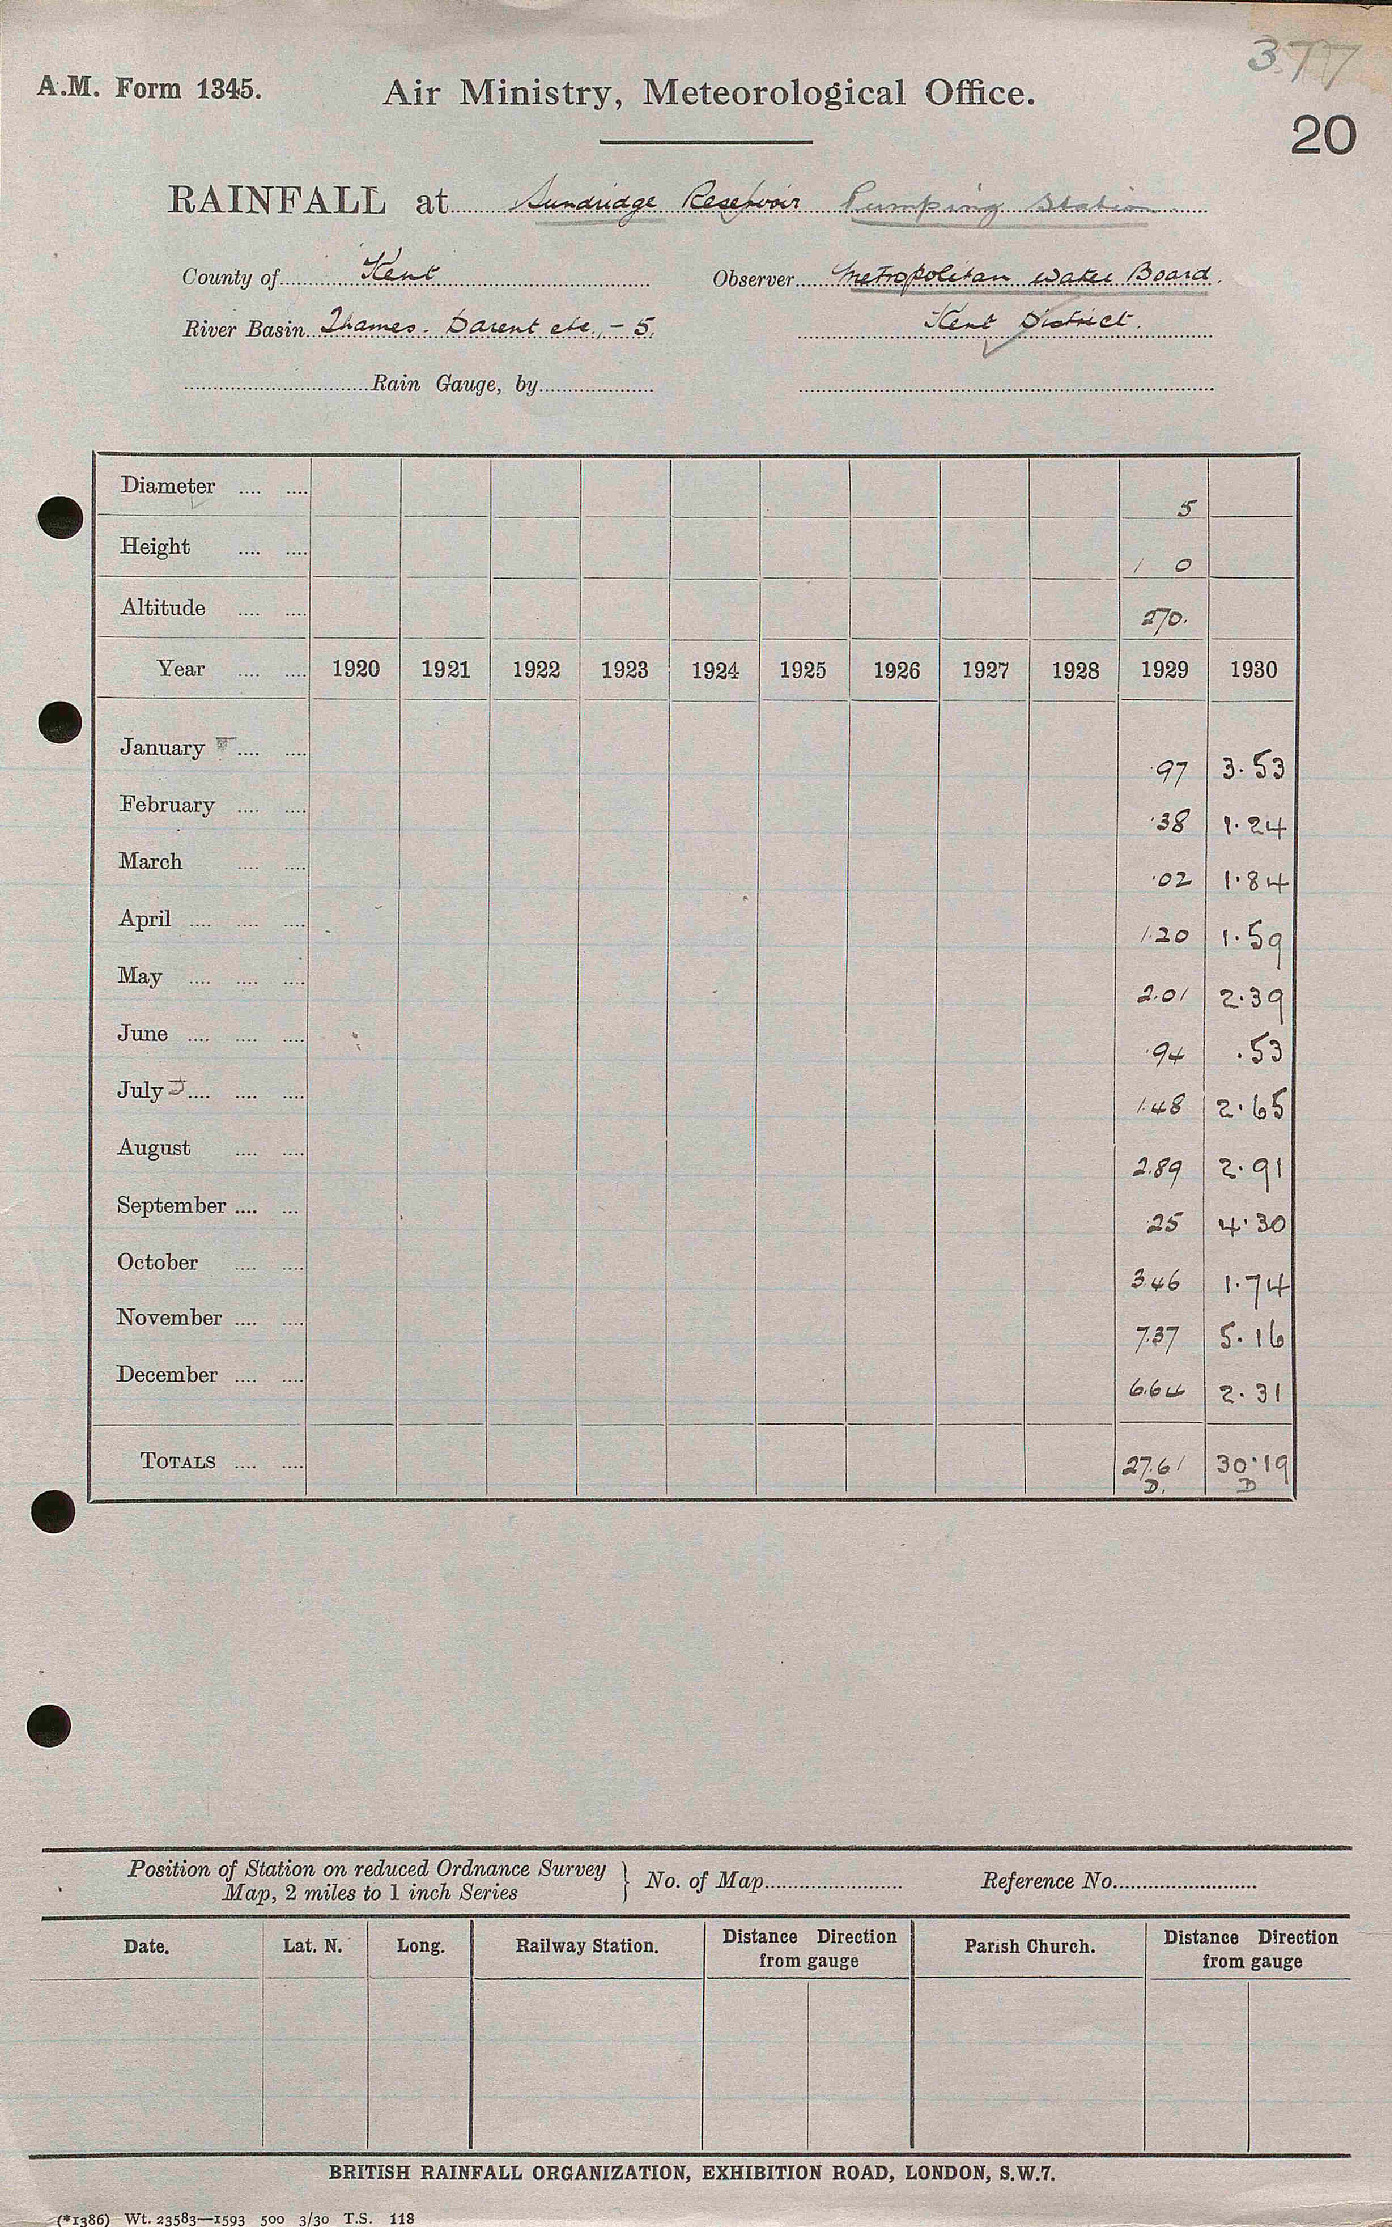 377
A.M. Form 1345.
Air Ministry, Meteorological Office.
20
RAINFALL at Sundridge Reservoir Pumping Station
County of Kent
Observer Metropolitan Water Board.
River Basin Thames. Darent etc., - 5.
Kent District.
Rain Gauge, by
Diameter 5
Height 1 0
Altitude 270.
Year 1920 1921 1922 1923 1924 1925 1926 1927 1928 1929 1930
January .97 3.53
February .38 1.24
March .02 1.84
April 1.20 1.59
May 2.01 2.39
June .94 .53
July 1.48 2.65
August 2.89 2.91
September .25 4.30
October 3.46 1.74
November 7.37 5.16
December 6.64 2.31
TOTALS 27.61 30.19
D. D
Position of Station on reduced Ordnance Survey
Map, 2 miles to 1 inch Series } No. of Map Reference No.
Date. Lat. N. Long. Railway Station. Distance Direction from gauge Parish Church. Distance Direction from gauge
BRITISH RAINFALL ORGANIZATION, EXHIBITION ROAD, LONDON, S.W.7.
(*1386) Wt. 23583—1593 500 3/30 T.S. 118